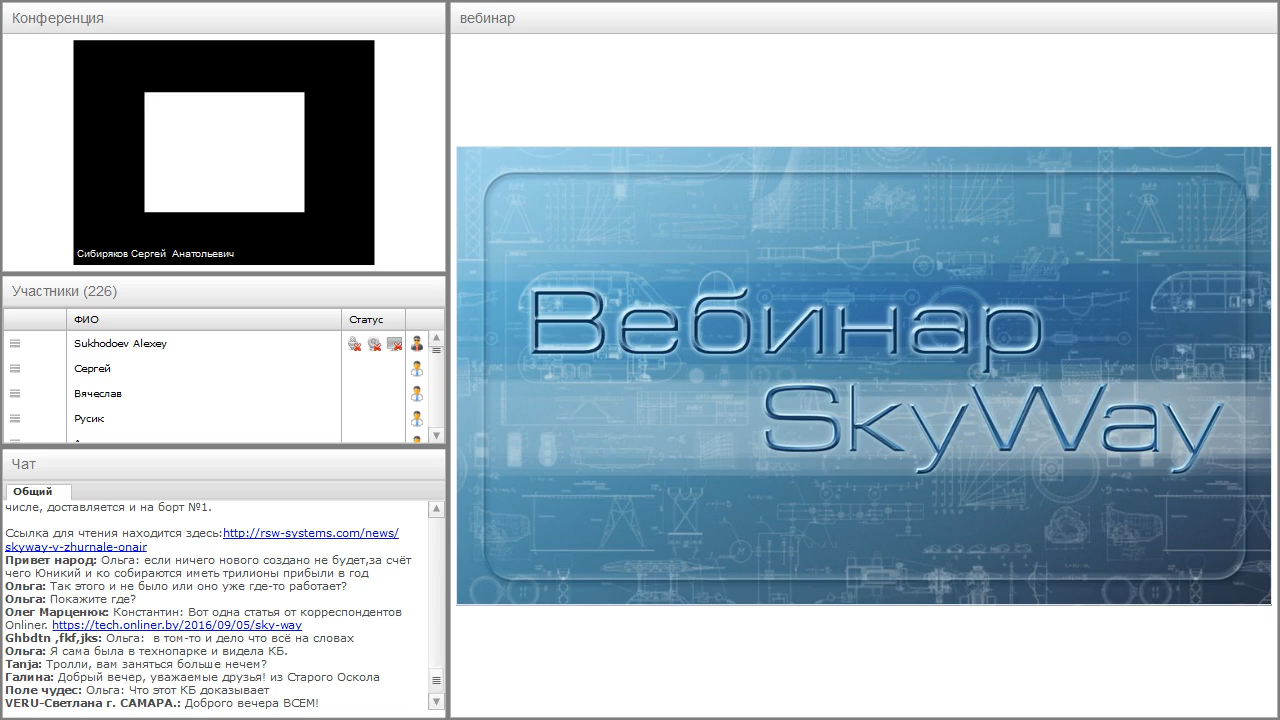 Конференция
Сибиряков Сергей Анатольевич
Участники (226)
ФИО Статус
Sukhodoev Alexey
Сергей
Вячеслав
Русик
Чат
Общий
числе, доставляется и на борт №1.
Ссылка для чтения находится здесь:http://rsw-systems.com/news/
skyway-v-zhurnale-onair
Привет народ: Ольга: если ничего нового создано не будет,за счёт
чего Юникий и ко собираются иметь трилионы прибыли в год
Ольга: Так этого и не было или оно уже где-то работает?
Ольга: Покажите где?
Олег Марценюк: Константин: Вот одна статья от корреспондентов
Onliner. https://tech.onliner.by/2016/09/05/sky-way
Ghbdtn ,fkf,jks: Ольга: в том-то и дело что всё на словах
Ольга: Я сама была в технопарке и видела КБ.
Tanja: Тролли, вам заняться больше нечем?
Галина: Добрый вечер, уважаемые друзья! из Старого Оскола
Поле чудес: Ольга: Что этот КБ доказывает
VERU-Светлана г. САМАРА.: Доброго вечера ВСЕМ!
вебинар
Вебинар
SkyWay